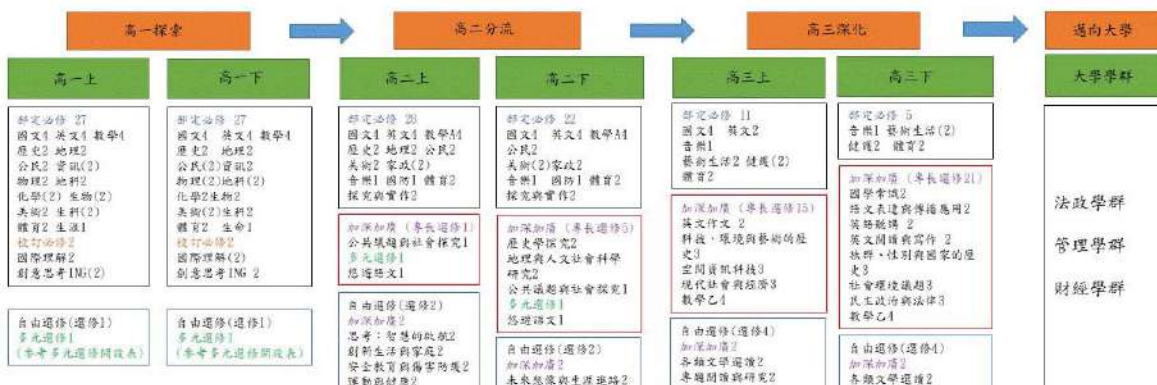 高一探索
高二分流
高三深化
邁向大學
高一上
高一下
高二上
高二下
高三上
高三下
大學學群
部定必修 27
國文4 英文4 數學4
歷史2 地理2
公民2 資訊(2)
物理2 地科2
化學(2) 生物(2)
美術2 生科(2)
體育2 生涯1
校訂必修2
國際理解2
創意思考ING(2)
自由選修(選修1)
多元選修1
(參考多元選修開設表)
部定必修 27
國文4 英文4 數學4
歷史2 地理2
公民(2)資訊2
物理(2)地科(2)
化學2生物2
美術(2)生科2
體育2 生命1
校訂必修2
國際理解(2)
創意思考ING 2
自由選修(選修1)
多元選修1
(參考多元選修開設表)
部定必修 28
國文4 英文4 數學A4
歷史2 地理2 公民2
美術2 家政(2)
音樂1 國防1 體育2
探究與實作2
加深加廣 (專長選修1)
公共議題與社會探究1
多元選修1
悠遊語文1
自由選修(選修2)
加深加廣2
思考：智慧的啟航2
創新生活與家庭2
安全教育與傷害防護2
運動與健康2
部定必修 22
國文4 英文4 數學A4
美術(2)家政2
音樂1 國防1 體育2
探究與實作2
加深加廣 (專長選修5)
歷史學探究2
地理與人文社會科學
研究2
公共議題與社會探究1
多元選修1
悠遊語文1
自由選修(選修2)
加深加廣2
未來想像與生涯進路2
部定必修 11
國文4 英文2
音樂1
藝術生活2 健護(2)
體育2
加深加廣 (專長選修15)
英文作文 2
科技、環境與藝術的歷
史3
空間資訊科技3
現代社會與經濟3
數學乙4
自由選修(選修4)
加深加廣2
各類文學選讀2
專題閱讀與研究2
部定必修 5
音樂1 藝術生活(2)
健護2 體育2
加深加廣 (專長選修21)
國學常識2
語文表達與傳播應用2
英語聽講 2
英文閱讀與寫作 2
族群、性別與國家的歷
史3
社會環境議題3
民主政治與法律3
數學乙4
自由選修(選修4)
加深加廣2
各類文學選讀2
法政學群
管理學群
財經學群